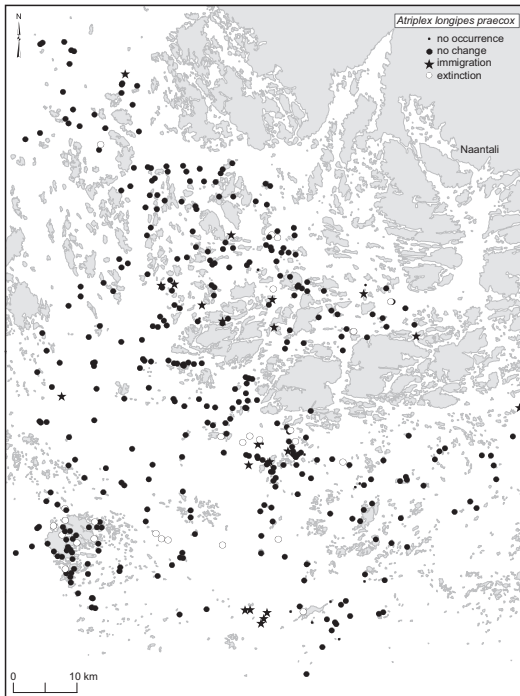 N
Atriplex longipes praecox
no occurrence
no change
immigration
extinction
Naantali
0 10 km